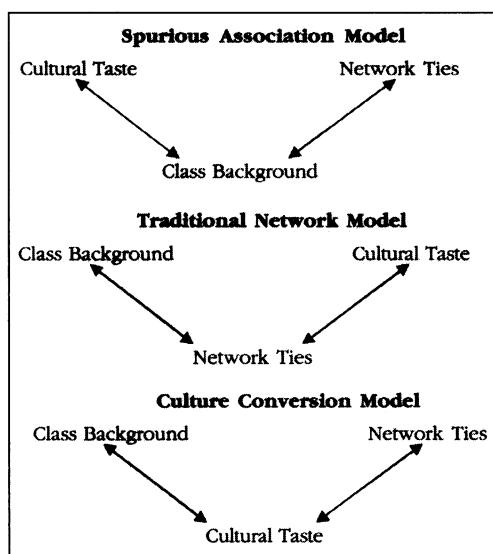 Spurious Association Model
Cultural Taste Network Ties
Class Background
Traditional Network Model
Class Background Cultural Taste
Network Ties
Culture Conversion Model
Class Background Network Ties
Cultural Taste